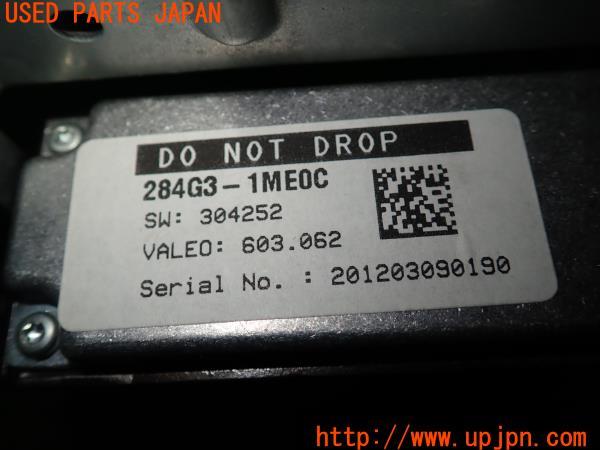 USED PARTS JAPAN
DO NOT DROP
284G3-1ME0C
SW: 304252
VALEO: 603.062
Serial No. : 201203090190
http://www.upjpn.com